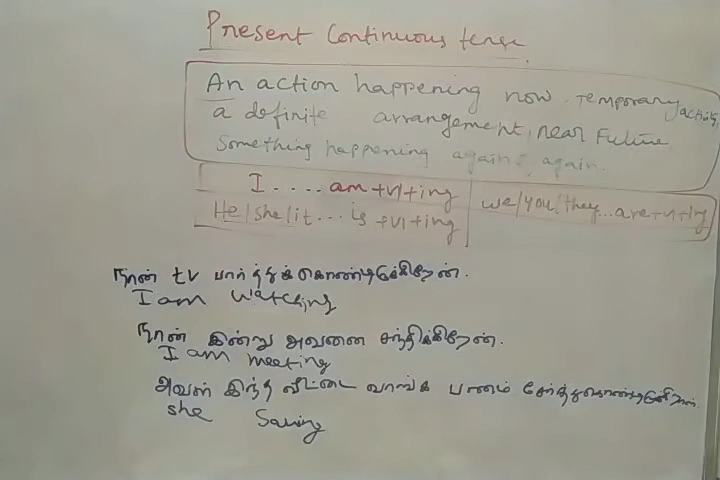 Present Continuous tense.
An action happening now. Temporary activity,
a definite arrangement, near Future
Something happening again & again.
I .... am+v1+ing
He/she/it... is +v1+ing
we/you/they...are+v1+ing
நான் tv பார்த்துக்கொண்டிருக்கிறேன்.
I am watching
நான் இன்று அவனை சந்திக்கிறேன்.
I am meeting
அவள் இந்த வீட்டை வாங்க பணம் சேர்த்துகொண்டிருக்கிறாள்.
she Saving